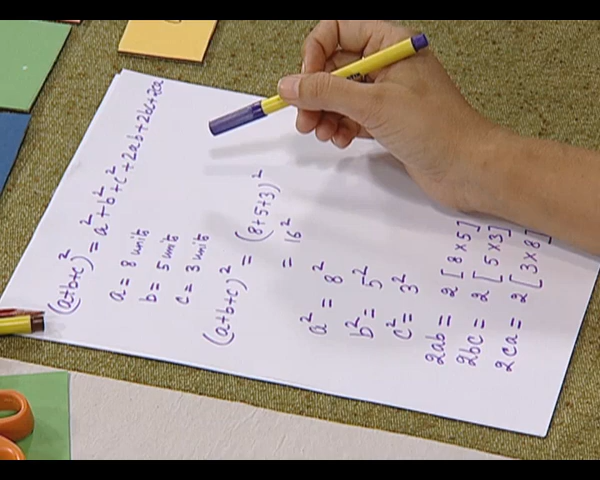 (a+b+c)² = a²+b²+c²+2ab+2bc+2ca
a = 8 units
b = 5 units
c = 3 units
(a+b+c)² = (8+5+3)²
= 16²
a² = 8²
b² = 5²
c² = 3²
2ab = 2 [8×5]
2bc = 2 [5×3]
2ca = 2 [3×8]